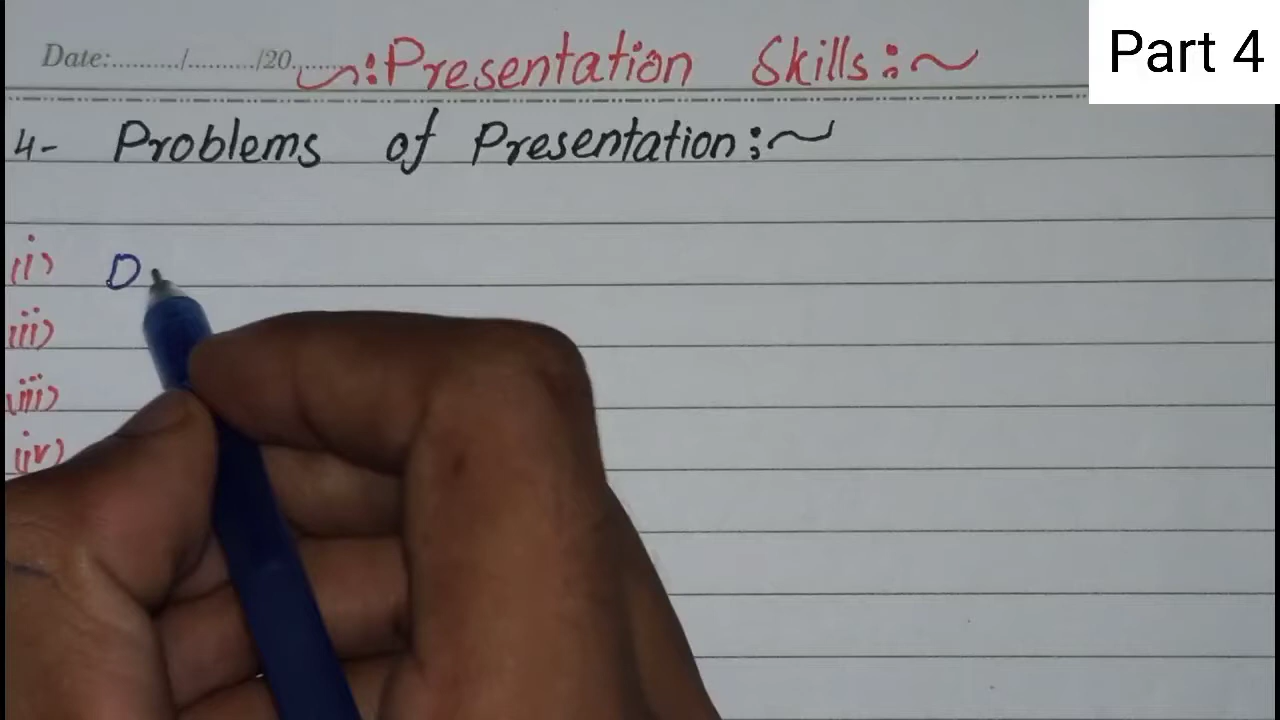 Part 4
Date:........../........../20.......... :Presentation Skills:~
4- Problems of Presentation:~
(i) D
(ii)
(iii)
(iv)